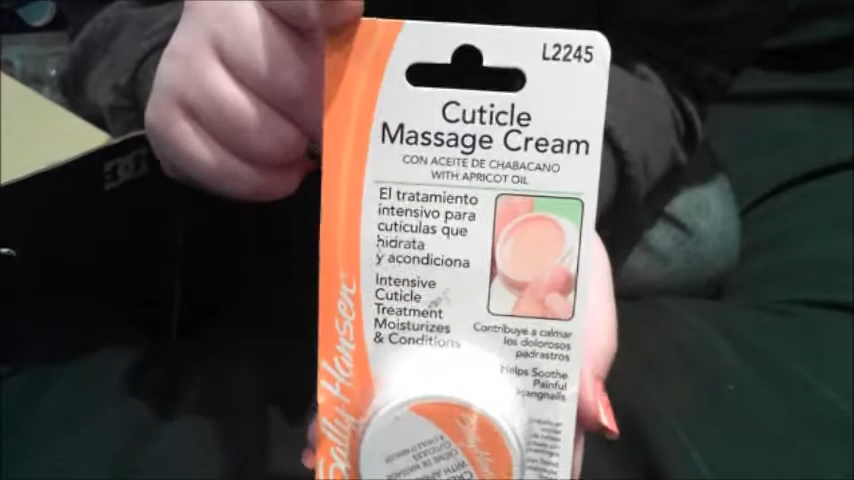 L2245
Cuticle
Massage Cream
CON ACEITE DE CHABACANO
WITH APRICOT OIL
El tratamiento
intensivo para
cutículas que
hidrata
y acondiciona
Intensive
Cuticle
Treatment
Moisturizes
& Conditions
Contribuye a calmar
los dolorosos
padrastros
Helps Soothe
Painful
Hangnails
Sally Hansen